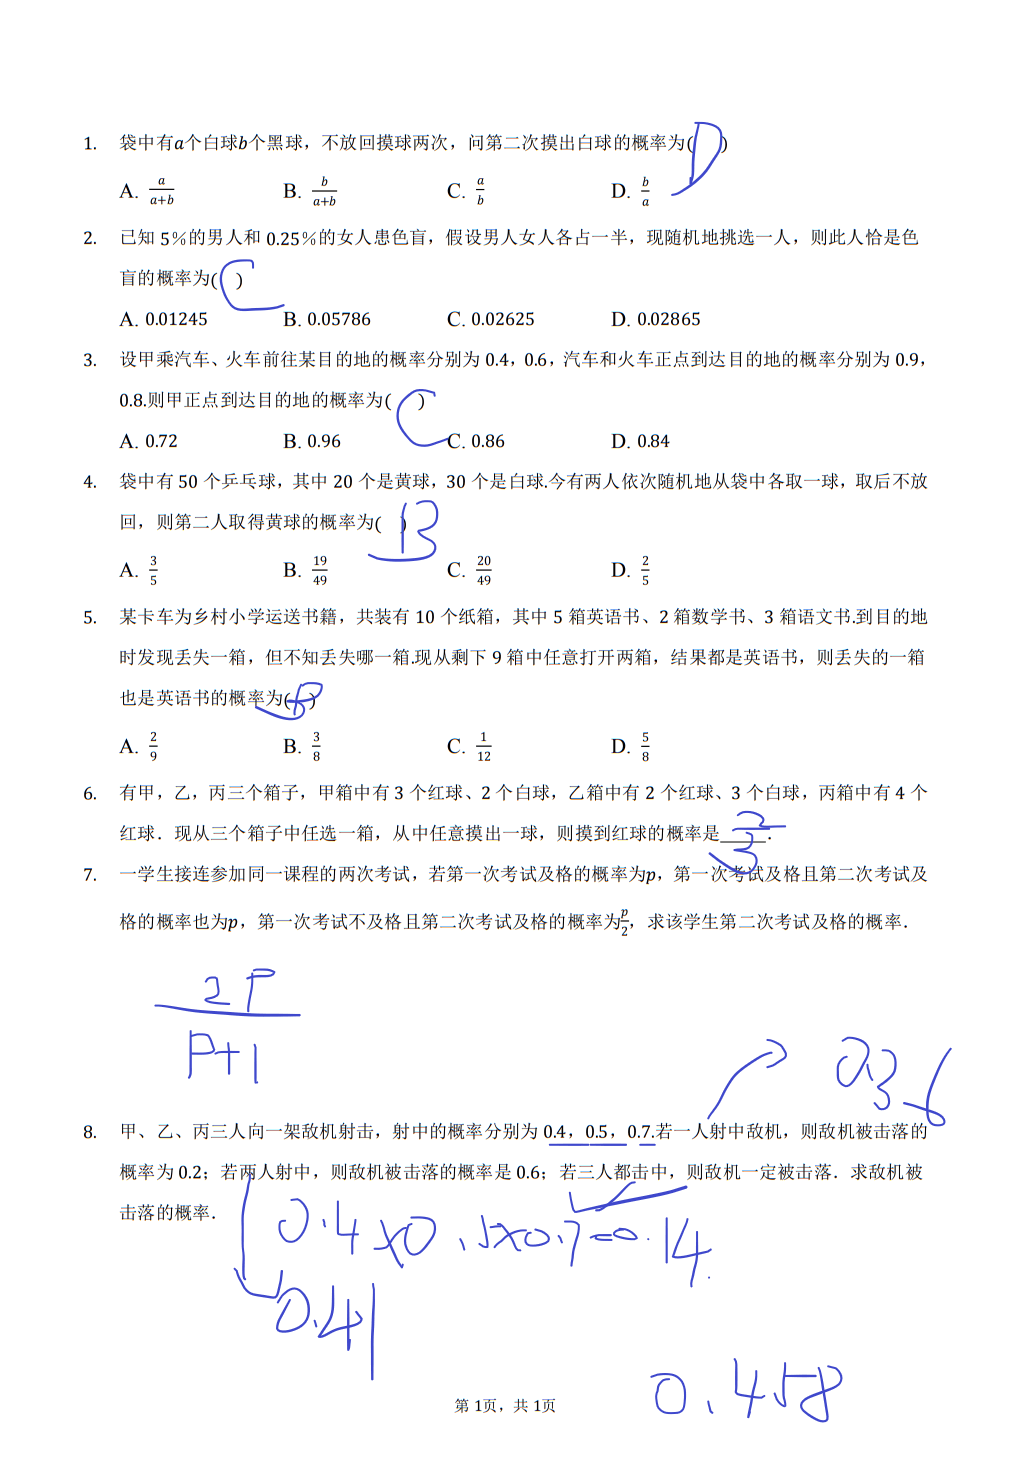 1. 袋中有a个白球b个黑球，不放回摸球两次，问第二次摸出白球的概率为( D )
A. a/(a+b) B. b/(a+b) C. a/b D. b/a
2. 已知 5%的男人和 0.25%的女人患色盲，假设男人女人各占一半，现随机地挑选一人，则此人恰是色
盲的概率为( C )
A. 0.01245 B. 0.05786 C. 0.02625 D. 0.02865
3. 设甲乘汽车、火车前往某目的地的概率分别为 0.4，0.6，汽车和火车正点到达目的地的概率分别为 0.9，
0.8.则甲正点到达目的地的概率为( C )
A. 0.72 B. 0.96 C. 0.86 D. 0.84
4. 袋中有 50 个乒乓球，其中 20 个是黄球，30 个是白球.今有两人依次随机地从袋中各取一球，取后不放
回，则第二人取得黄球的概率为( B )
A. 3/5 B. 19/49 C. 20/49 D. 2/5
5. 某卡车为乡村小学运送书籍，共装有 10 个纸箱，其中 5 箱英语书、2 箱数学书、3 箱语文书.到目的地
时发现丢失一箱，但不知丢失哪一箱.现从剩下 9 箱中任意打开两箱，结果都是英语书，则丢失的一箱
也是英语书的概率为( B )
A. 2/9 B. 3/8 C. 1/12 D. 5/8
6. 有甲，乙，丙三个箱子，甲箱中有 3 个红球、2 个白球，乙箱中有 2 个红球、3 个白球，丙箱中有 4 个
红球．现从三个箱子中任选一箱，从中任意摸出一球，则摸到红球的概率是 2/3 ．
7. 一学生接连参加同一课程的两次考试，若第一次考试及格的概率为p，第一次考试及格且第二次考试及
格的概率也为p，第一次考试不及格且第二次考试及格的概率为p/2，求该学生第二次考试及格的概率．
2P/(P+1)
0.36
8. 甲、乙、丙三人向一架敌机射击，射中的概率分别为 0.4，0.5，0.7.若一人射中敌机，则敌机被击落的
概率为 0.2；若两人射中，则敌机被击落的概率是 0.6；若三人都击中，则敌机一定被击落．求敌机被
击落的概率．
0.4×0.5×0.7=0.14
0.41
0.458
第 1页，共 1页